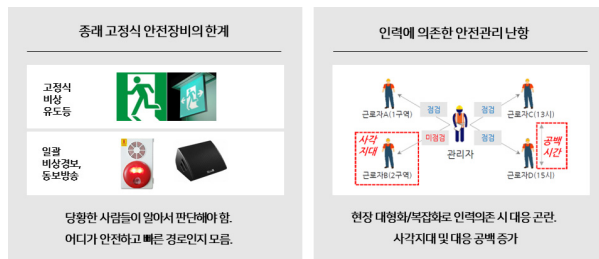 종래 고정식 안전장비의 한계
고정식
비상
유도등
일괄
비상경보,
동보방송
당황한 사람들이 알아서 판단해야 함.
어디가 안전하고 빠른 경로인지 모름.
인력에 의존한 안전관리 난항
점검
점검
근로자A(1구역)
근로자C(13시)
사각
지대
미점검
점검
공백
시간
관리자
근로자B(2구역)
근로자D(15시)
현장 대형화/복잡화로 인력의존 시 대응 곤란.
사각지대 및 대응 공백 증가